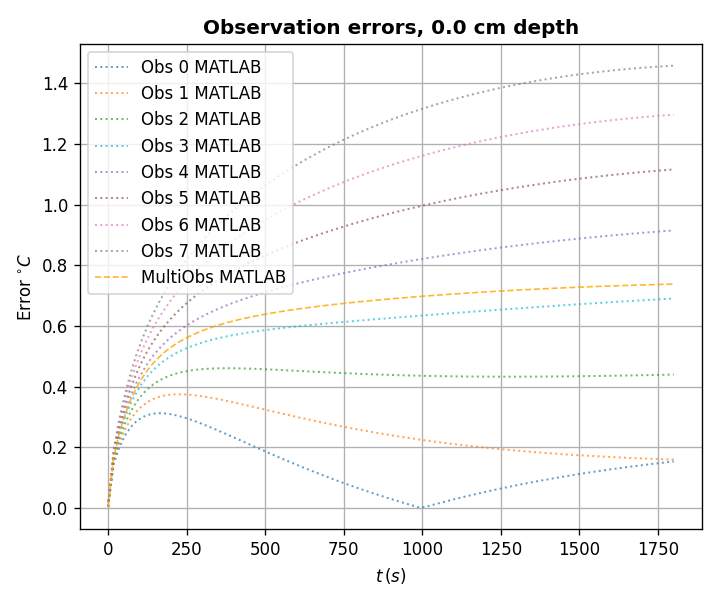 Observation errors, 0.0 cm depth
Obs 0 MATLAB
Obs 1 MATLAB
Obs 2 MATLAB
Obs 3 MATLAB
Obs 4 MATLAB
Obs 5 MATLAB
Obs 6 MATLAB
Obs 7 MATLAB
MultiObs MATLAB
Error °C
1.4
1.2
1.0
0.8
0.6
0.4
0.2
0.0
0 250 500 750 1000 1250 1500 1750
t (s)